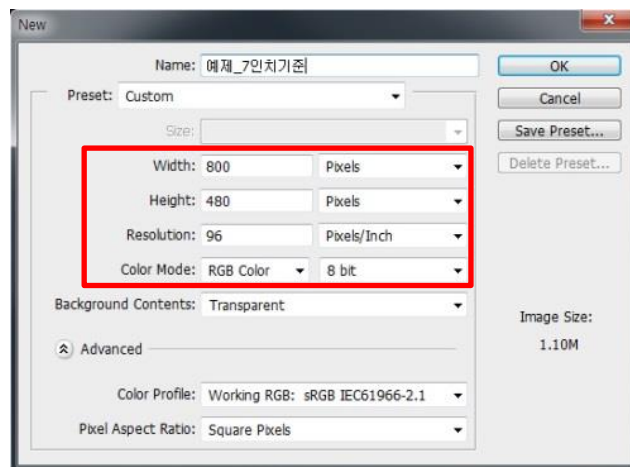 New
Name: 예제_7인치기준
OK
Preset: Custom
Cancel
Size:
Save Preset...
Width: 800 Pixels
Delete Preset...
Height: 480 Pixels
Resolution: 96 Pixels/Inch
Color Mode: RGB Color 8 bit
Background Contents: Transparent
Image Size:
1.10M
Advanced
Color Profile: Working RGB: sRGB IEC61966-2.1
Pixel Aspect Ratio: Square Pixels